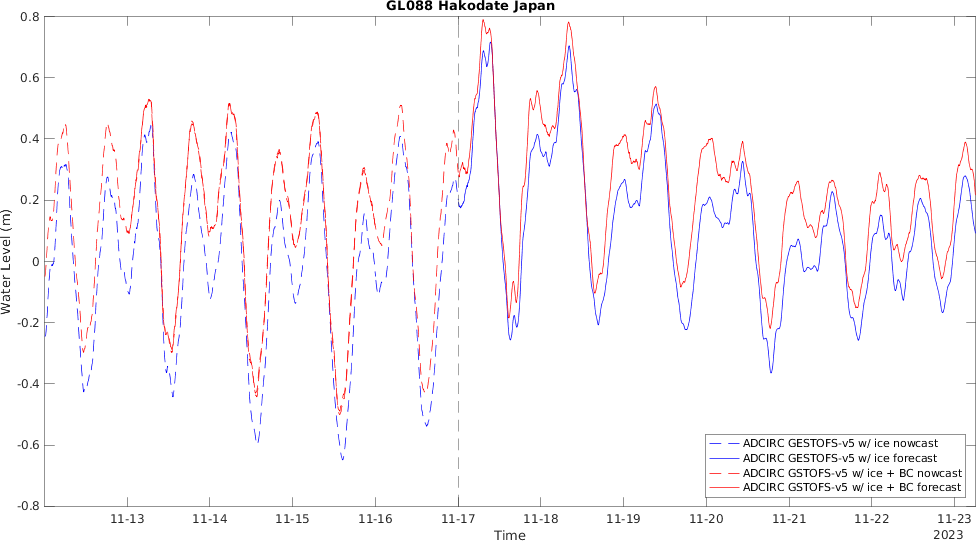 GL088 Hakodate Japan
Water Level (m)
0.8
0.6
0.4
0.2
0
-0.2
-0.4
-0.6
-0.8
ADCIRC GESTOFS-v5 w/ ice nowcast
ADCIRC GESTOFS-v5 w/ ice forecast
ADCIRC GSTOFS-v5 w/ ice + BC nowcast
ADCIRC GSTOFS-v5 w/ ice + BC forecast
11-13 11-14 11-15 11-16 11-17 11-18 11-19 11-20 11-21 11-22 11-23
Time
2023